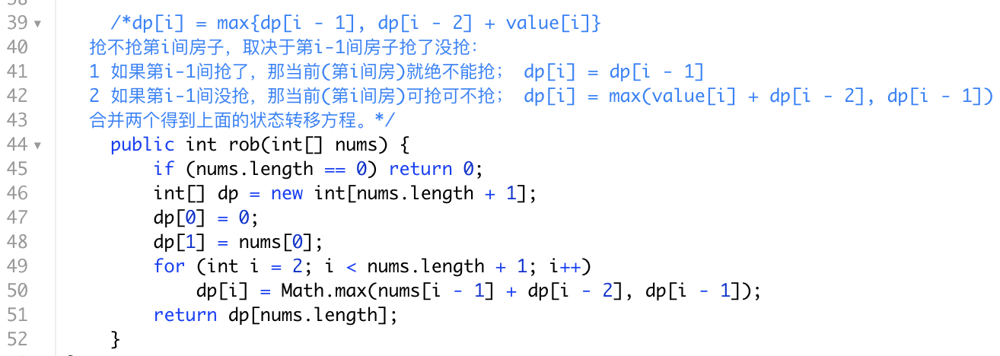 39 /*dp[i] = max{dp[i - 1], dp[i - 2] + value[i]}
40 抢不抢第i间房子，取决于第i-1间房子抢了没抢：
41 1 如果第i-1间抢了，那当前(第i间房)就绝不能抢； dp[i] = dp[i - 1]
42 2 如果第i-1间没抢，那当前(第i间房)可抢可不抢； dp[i] = max(value[i] + dp[i - 2], dp[i - 1])
43 合并两个得到上面的状态转移方程。*/
44 public int rob(int[] nums) {
45 if (nums.length == 0) return 0;
46 int[] dp = new int[nums.length + 1];
47 dp[0] = 0;
48 dp[1] = nums[0];
49 for (int i = 2; i < nums.length + 1; i++)
50 dp[i] = Math.max(nums[i - 1] + dp[i - 2], dp[i - 1]);
51 return dp[nums.length];
52 }